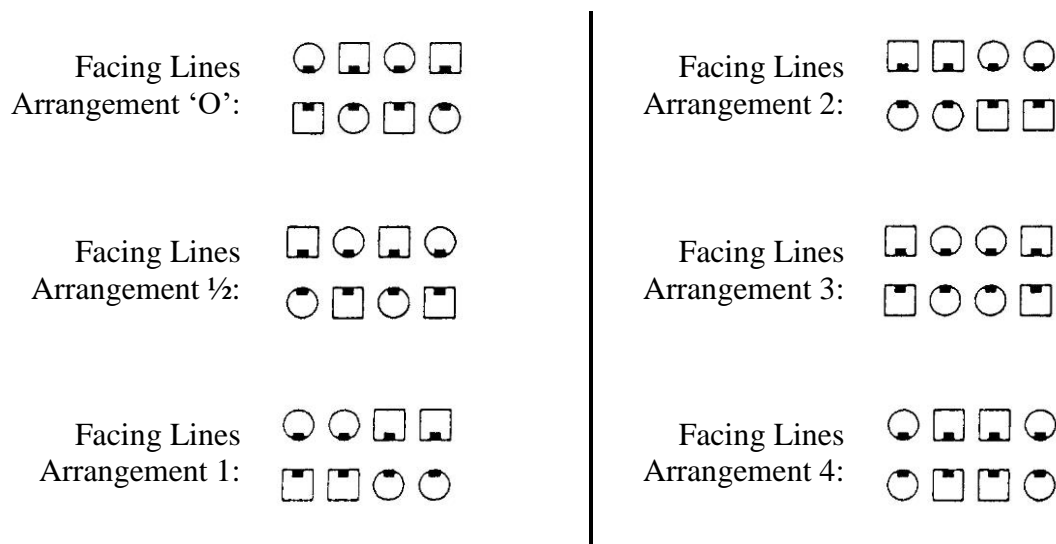 Facing Lines
Arrangement ‘O’:
Facing Lines
Arrangement ½:
Facing Lines
Arrangement 1:
Facing Lines
Arrangement 2:
Facing Lines
Arrangement 3:
Facing Lines
Arrangement 4: